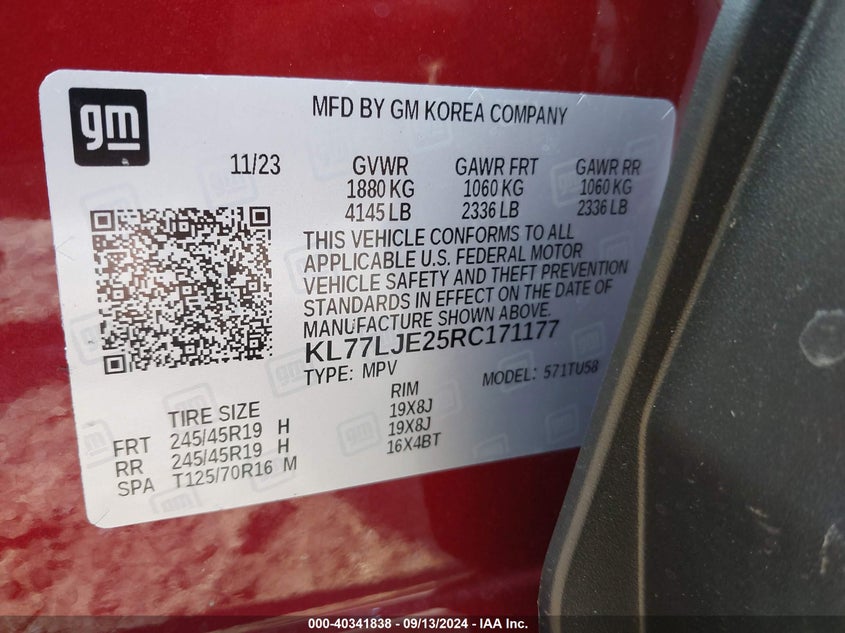 gm
MFD BY GM KOREA COMPANY
11/23 GVWR GAWR FRT GAWR RR
1880 KG 1060 KG 1060 KG
4145 LB 2336 LB 2336 LB
THIS VEHICLE CONFORMS TO ALL
APPLICABLE U.S. FEDERAL MOTOR
VEHICLE SAFETY AND THEFT PREVENTION
STANDARDS IN EFFECT ON THE DATE OF
MANUFACTURE SHOWN ABOVE.
KL77LJE25RC171177
TYPE: MPV MODEL: 571TU58
TIRE SIZE RIM
FRT 245/45R19 H 19X8J
RR 245/45R19 H 19X8J
SPA T125/70R16 M 16X4BT
000-40341838 - 09/13/2024 - IAA Inc.